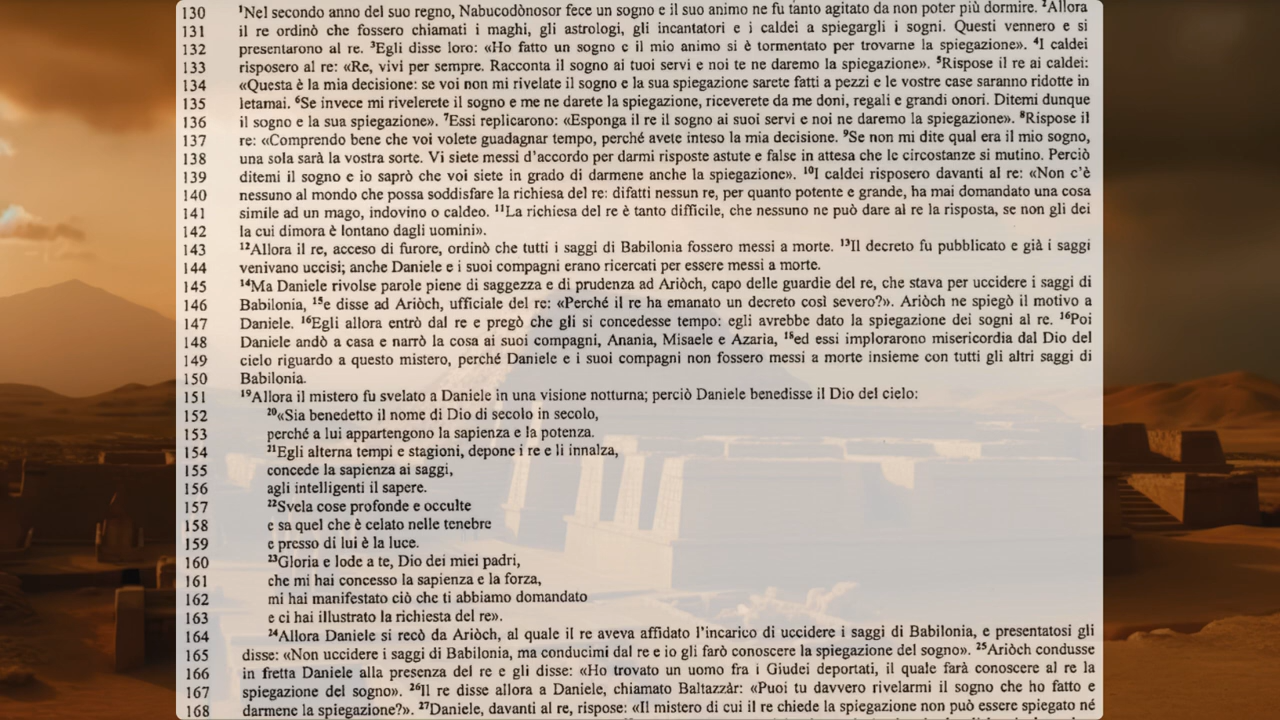 130 ¹Nel secondo anno del suo regno, Nabucodònosor fece un sogno e il suo animo ne fu tanto agitato da non poter più dormire. ²Allora
131 il re ordinò che fossero chiamati i maghi, gli astrologi, gli incantatori e i caldei a spiegargli i sogni. Questi vennero e si
132 presentarono al re. ³Egli disse loro: «Ho fatto un sogno e il mio animo si è tormentato per trovarne la spiegazione». ⁴I caldei
133 risposero al re: «Re, vivi per sempre. Racconta il sogno ai tuoi servi e noi te ne daremo la spiegazione». ⁵Rispose il re ai caldei:
134 «Questa è la mia decisione: se voi non mi rivelate il sogno e la sua spiegazione sarete fatti a pezzi e le vostre case saranno ridotte in
135 letamai. ⁶Se invece mi rivelerete il sogno e me ne darete la spiegazione, riceverete da me doni, regali e grandi onori. Ditemi dunque
136 il sogno e la sua spiegazione». ⁷Essi replicarono: «Esponga il re il sogno ai suoi servi e noi ne daremo la spiegazione». ⁸Rispose il
137 re: «Comprendo bene che voi volete guadagnar tempo, perché avete inteso la mia decisione. ⁹Se non mi dite qual era il mio sogno,
138 una sola sarà la vostra sorte. Vi siete messi d'accordo per darmi risposte astute e false in attesa che le circostanze si mutino. Perciò
139 ditemi il sogno e io saprò che voi siete in grado di darmene anche la spiegazione». ¹⁰I caldei risposero davanti al re: «Non c'è
140 nessuno al mondo che possa soddisfare la richiesa del re: difatti nessun re, per quanto potente e grande, ha mai domandato una cosa
141 simile ad un mago, indovino o caldeo. ¹¹La richiesa del re è tanto difficile, che nessuno ne può dare al re la risposta, se non gli dei
142 la cui dimora è lontano dagli uomini».
143 ¹²Allora il re, acceso di furore, ordinò che tutti i saggi di Babilonia fossero messi a morte. ¹³Il decreto fu pubblicato e già i saggi
144 venivano uccisi; anche Daniele e i suoi compagni erano ricercati per essere messi a morte.
145 ¹⁴Ma Daniele rivolse parole piene di saggezza e di prudenza ad Ariòch, capo delle guardie del re, che stava per uccidere i saggi di
146 Babilonia, ¹⁵e disse ad Ariòch, ufficiale del re: «Perché il re ha emanato un decreto così severo?». Ariòch ne spiegò il motivo a
147 Daniele. ¹⁶Egli allora entrò dal re e pregò che gli si concedesse tempo: egli avrebbe dato la spiegazione dei sogni al re. ¹⁶Poi
148 Daniele andò a casa e narrò la cosa ai suoi compagni, Anania, Misaele e Azaria, ¹⁸ed essi implorarono misericordia dal Dio del
149 cielo riguardo a questo mistero, perché Daniele e i suoi compagni non fossero messi a morte insieme con tutti gli altri saggi di
150 Babilonia.
151 ¹⁹Allora il mistero fu svelato a Daniele in una visione notturna; perciò Daniele benedisse il Dio del cielo:
152 ²⁰«Sia benedetto il nome di Dio di secolo in secolo,
153 perché a lui appartengono la sapienza e la potenza.
154 ²¹Egli alterna tempi e stagioni, depone i re e li innalza,
155 concede la sapienza ai saggi,
156 agli intelligenti il sapere.
157 ²²Svela cose profonde e occulte
158 e sa quel che è celato nelle tenebre
159 e presso di lui è la luce.
160 ²³Gloria e lode a te, Dio dei miei padri,
161 che mi hai concesso la sapienza e la forza,
162 mi hai manifestato ciò che ti abbiamo domandato
163 e ci hai illustrato la richiesta del re».
164 ²⁴Allora Daniele si recò da Ariòch, al quale il re aveva affidato l'incarico di uccidere i saggi di Babilonia, e presentatosi gli
165 disse: «Non uccidere i saggi di Babilonia, ma conducimi dal re e io gli farò conoscere la spiegazione del sogno». ²⁵Ariòch condusse
166 in fretta Daniele alla presenza del re e gli disse: «Ho trovato un uomo fra i Giudei deportati, il quale farà conoscere al re la
167 spiegazione del sogno». ²⁶Il re disse allora a Daniele, chiamato Baltazzàr: «Puoi tu davvero rivelarmi il sogno che ho fatto e
168 darmene la spiegazione?». ²⁷Daniele, davanti al re, rispose: «Il mistero di cui il re chiede la spiegazione non può essere spiegato né